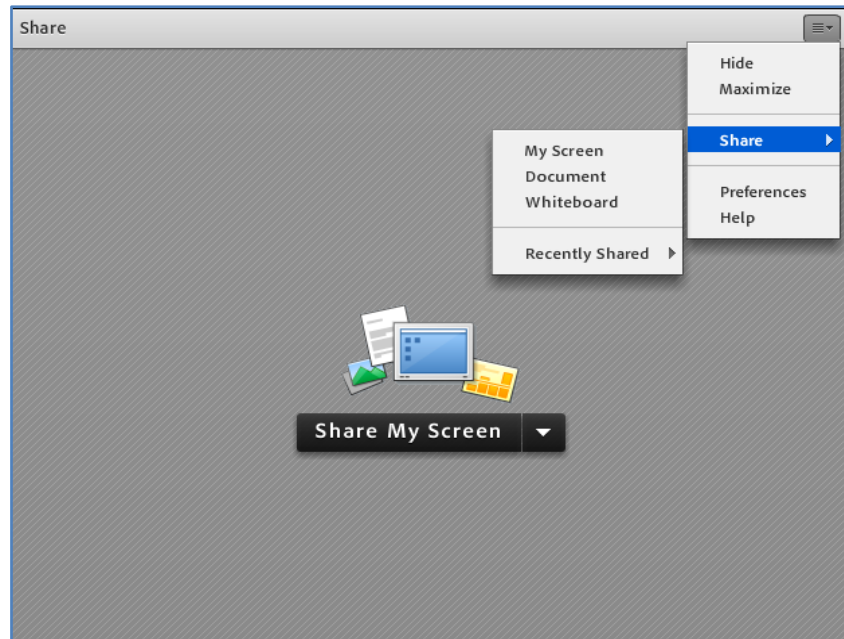 Share
Hide
Maximize
Share
Preferences
Help
My Screen
Document
Whiteboard
Recently Shared
Share My Screen